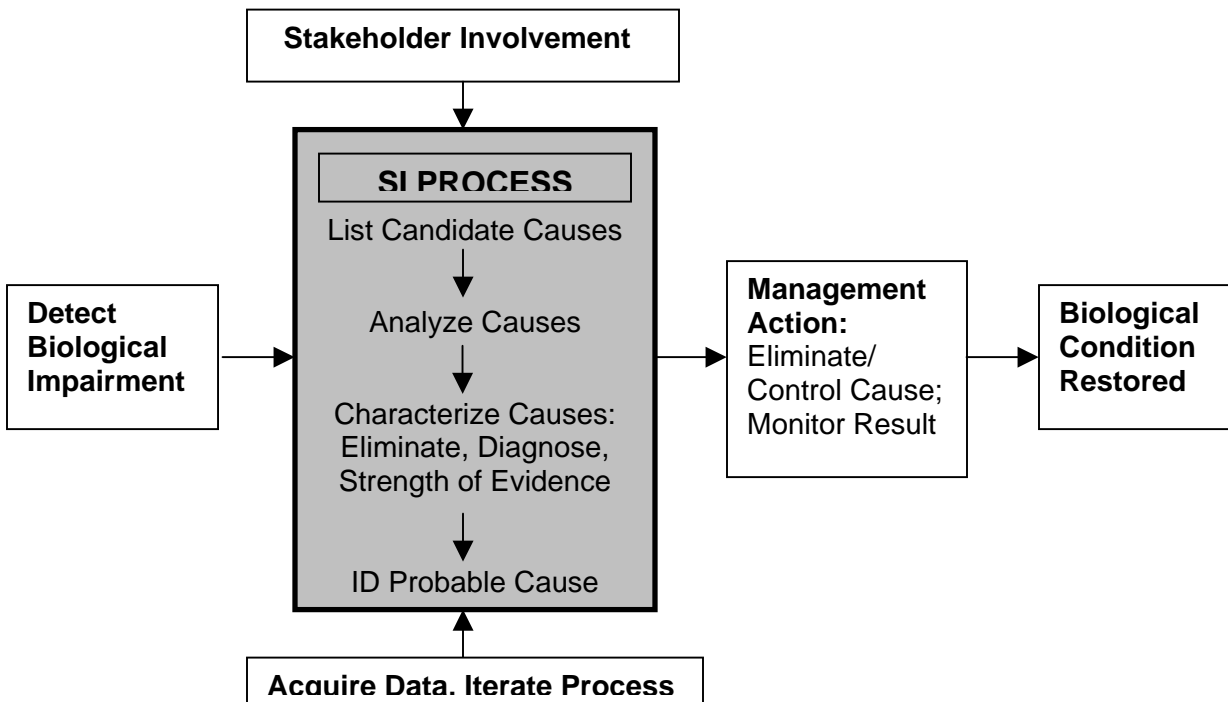 Stakeholder Involvement
SI PROCESS
List Candidate Causes
Analyze Causes
Characterize Causes:
Eliminate, Diagnose,
Strength of Evidence
ID Probable Cause
Detect
Biological
Impairment
Management
Action:
Eliminate/
Control Cause;
Monitor Result
Biological
Condition
Restored
Acquire Data, Iterate Process